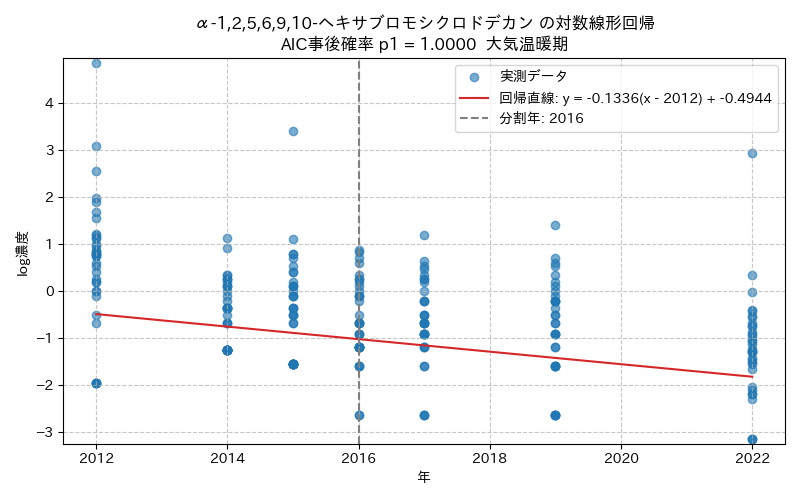 α-1,2,5,6,9,10-ヘキサブロモシクロドデカン の対数線形回帰
AIC事後確率 p1 = 1.0000  大気温暖期
実測データ
回帰直線: y = -0.1336(x - 2012) + -0.4944
分割年: 2016
log濃度
4
3
2
1
0
−1
−2
−3
2012
2014
2016
2018
2020
2022
年